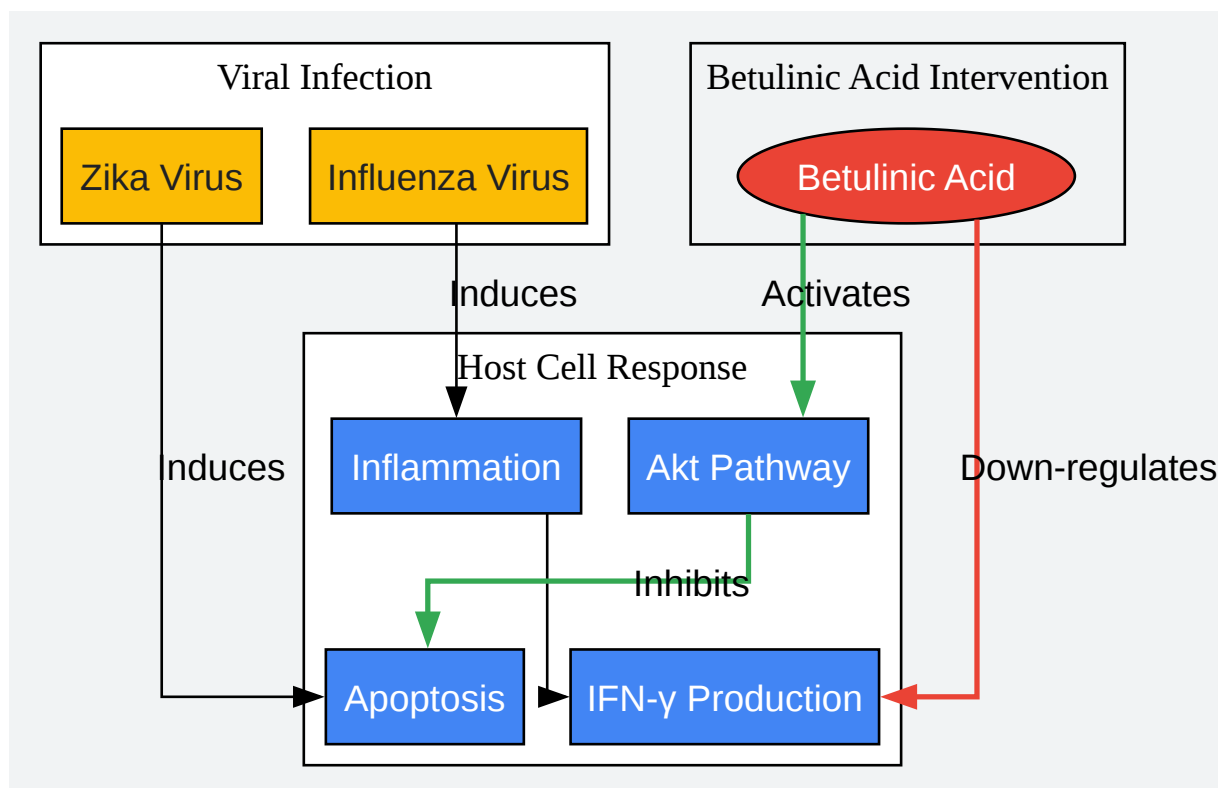 Viral Infection
Betulinic Acid Intervention
Zika Virus
Influenza Virus
Betulinic Acid
Induces
Activates
Host Cell Response
Induces
Inflammation
Akt Pathway
Down-regulates
Inhibits
Apoptosis
IFN-γ Production